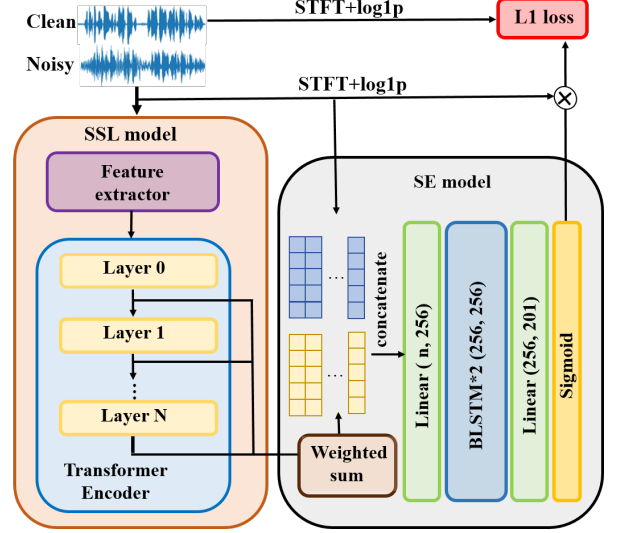 Clean
STFT+log1p
L1 loss
Noisy
STFT+log1p
SSL model
Feature
extractor
Layer 0
Layer 1
Layer N
Transformer
Encoder
SE model
concatenate
Weighted
sum
Linear ( n, 256)
BLSTM*2 (256, 256)
Linear (256, 201)
Sigmoid